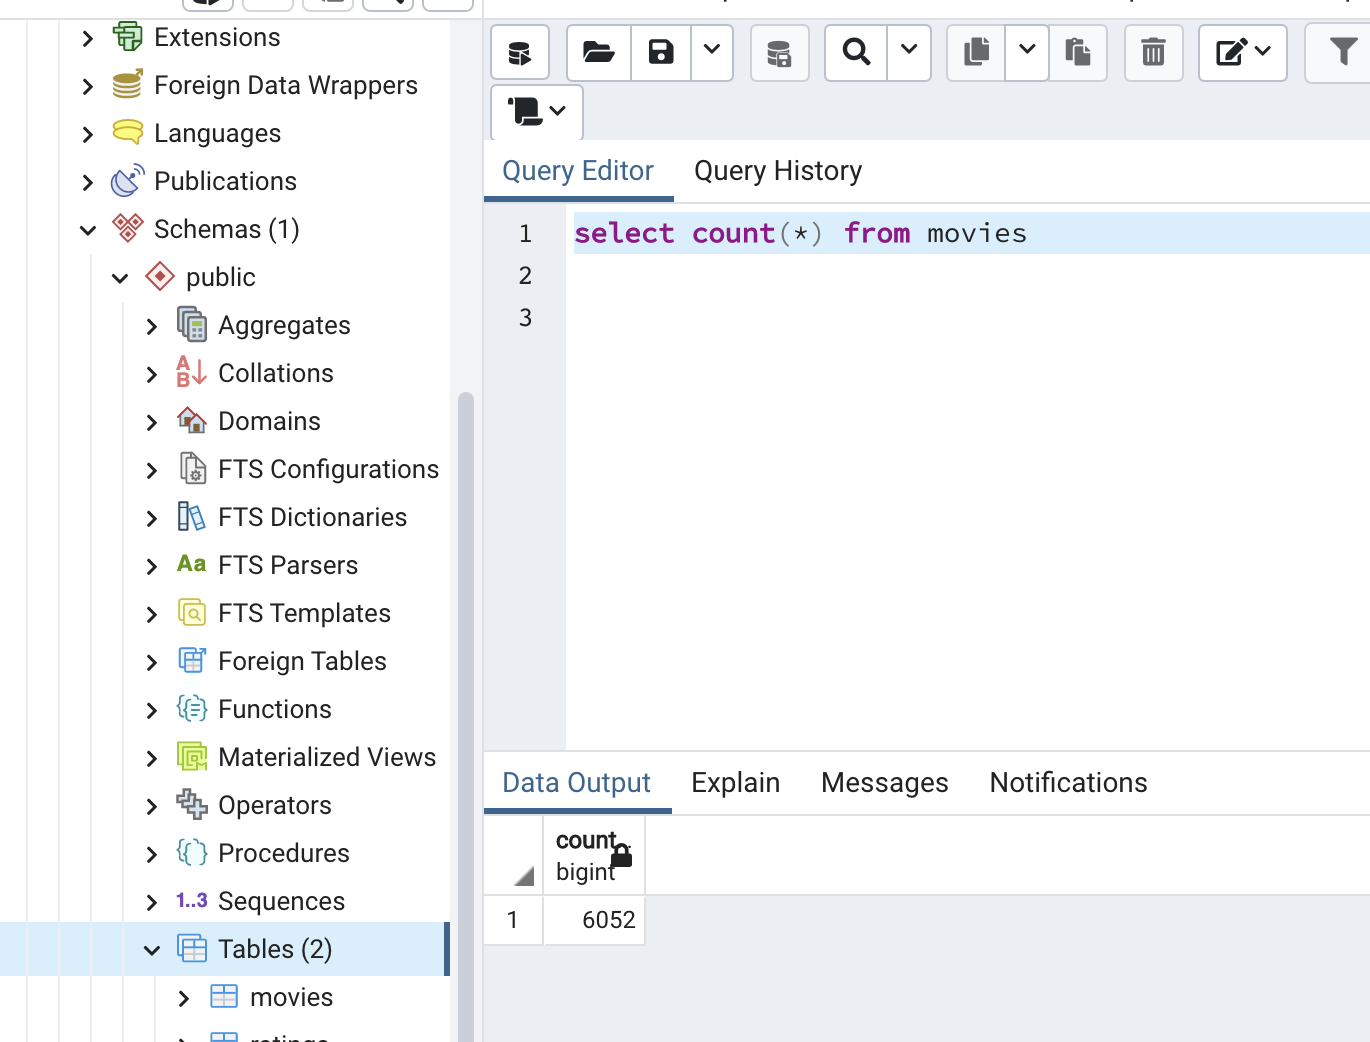 Extensions
Foreign Data Wrappers
Languages
Publications
Schemas (1)
public
Aggregates
Collations
Domains
FTS Configurations
FTS Dictionaries
Aa FTS Parsers
FTS Templates
Foreign Tables
Functions
Materialized Views
Operators
Procedures
1..3 Sequences
Tables (2)
movies
ratings
Query Editor Query History
1 select count(*) from movies
2
3
Data Output Explain Messages Notifications
count
bigint
1 6052